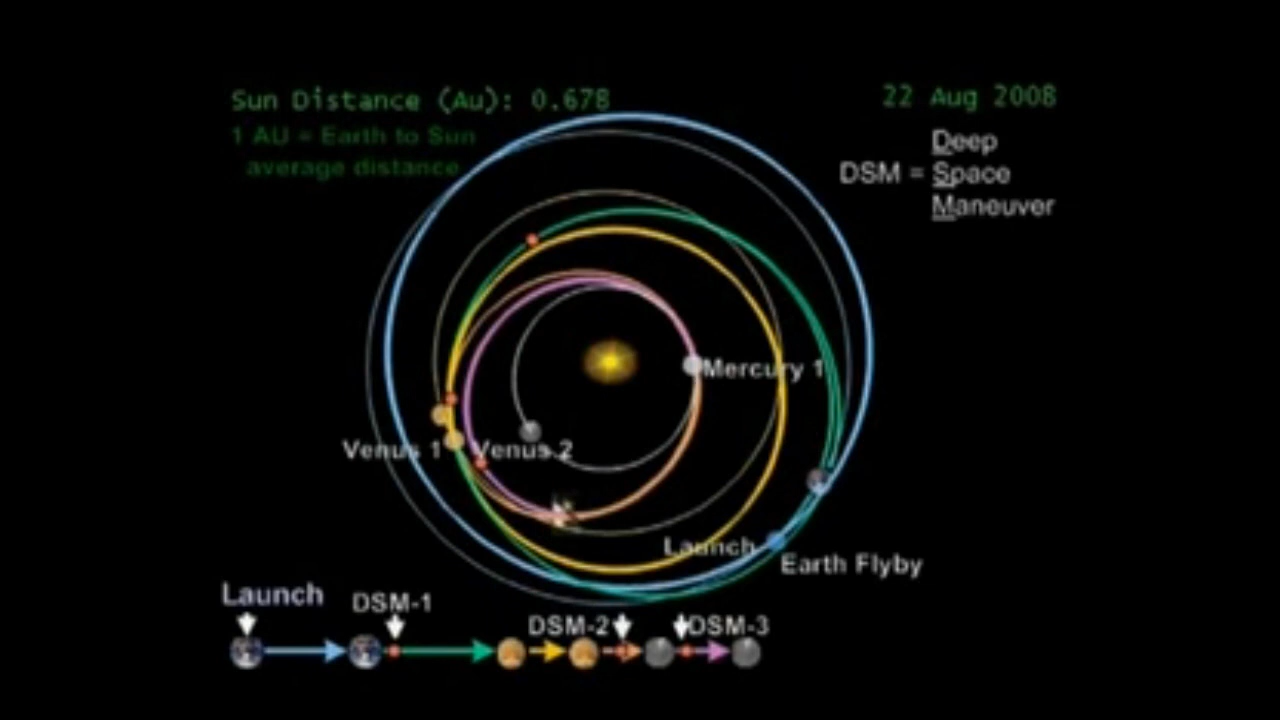 Sun Distance (Au): 0.678
1 AU = Earth to Sun
average distance
22 Aug 2008
Deep
DSM = Space
Maneuver
Mercury 1
Venus 1
Venus 2
Launch
Earth Flyby
Launch
DSM-1
DSM-2
DSM-3